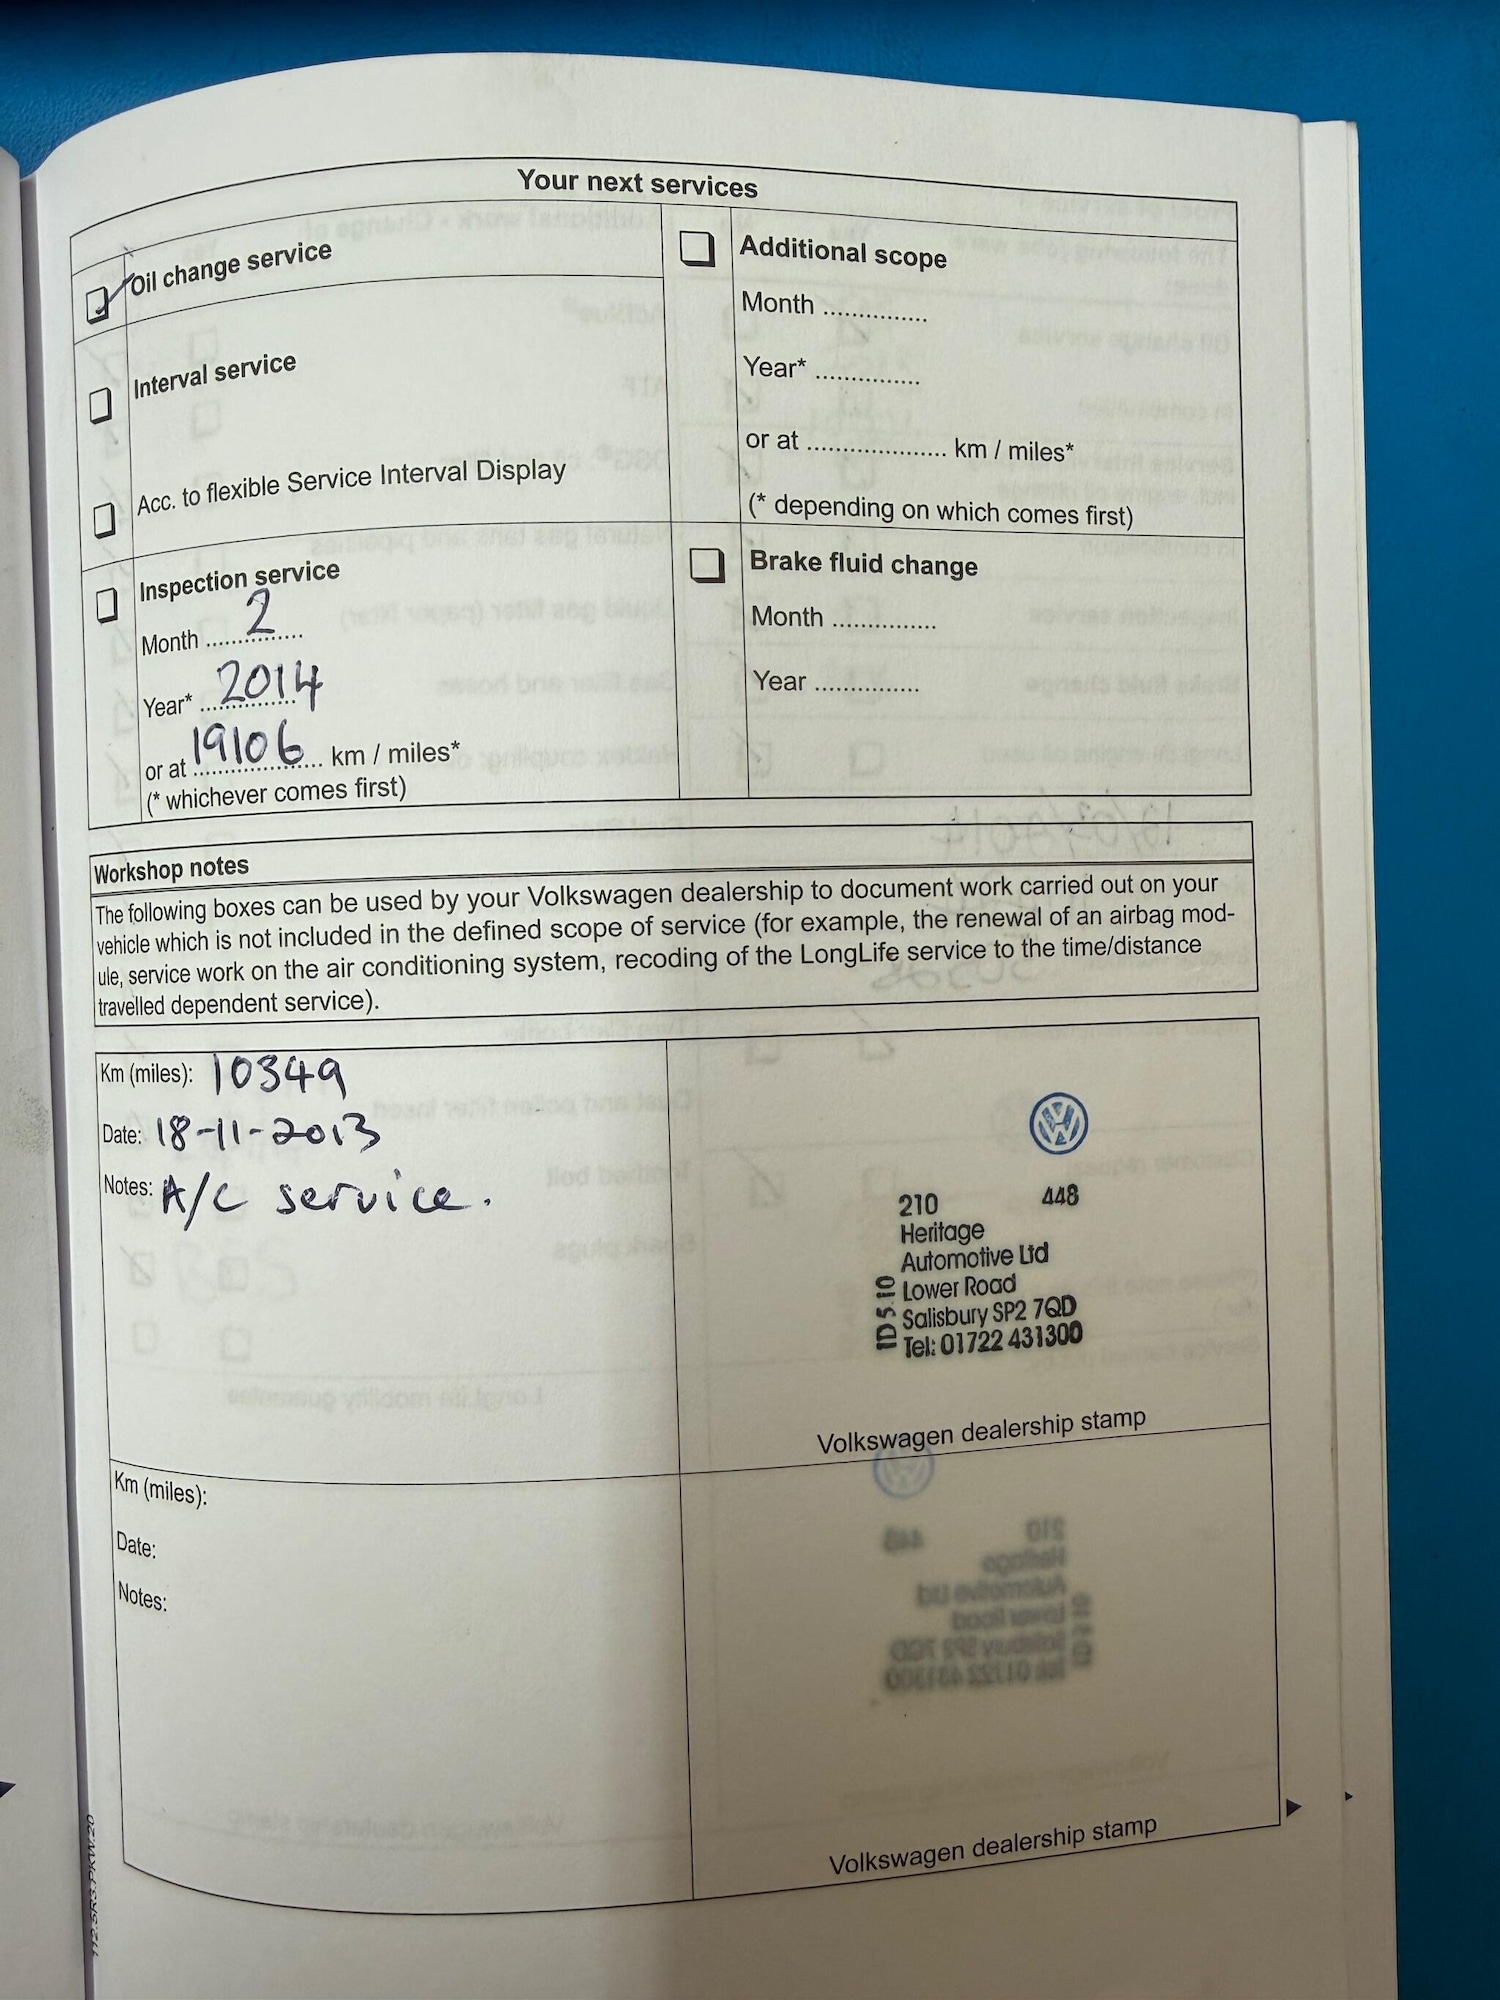 Your next services
Oil change service
Interval service
Acc. to flexible Service Interval Display
Inspection service
Month ...2...
Year* 2014
or at 19106 km / miles*
(* whichever comes first)
Additional scope
Month ..............
Year* ..............
or at ................... km / miles*
(* depending on which comes first)
Brake fluid change
Month ..............
Year ..............
Workshop notes
The following boxes can be used by your Volkswagen dealership to document work carried out on your
vehicle which is not included in the defined scope of service (for example, the renewal of an airbag mod-
ule, service work on the air conditioning system, recoding of the LongLife service to the time/distance
travelled dependent service).
Km (miles): 10349
Date: 18-11-2013
Notes: A/C service.
210 448
Heritage
Automotive Ltd
Lower Road
Salisbury SP2 7QD
Tel: 01722 431300
ID 5.10
Volkswagen dealership stamp
Km (miles):
Date:
Notes:
Volkswagen dealership stamp
112.5R3.PKW.20